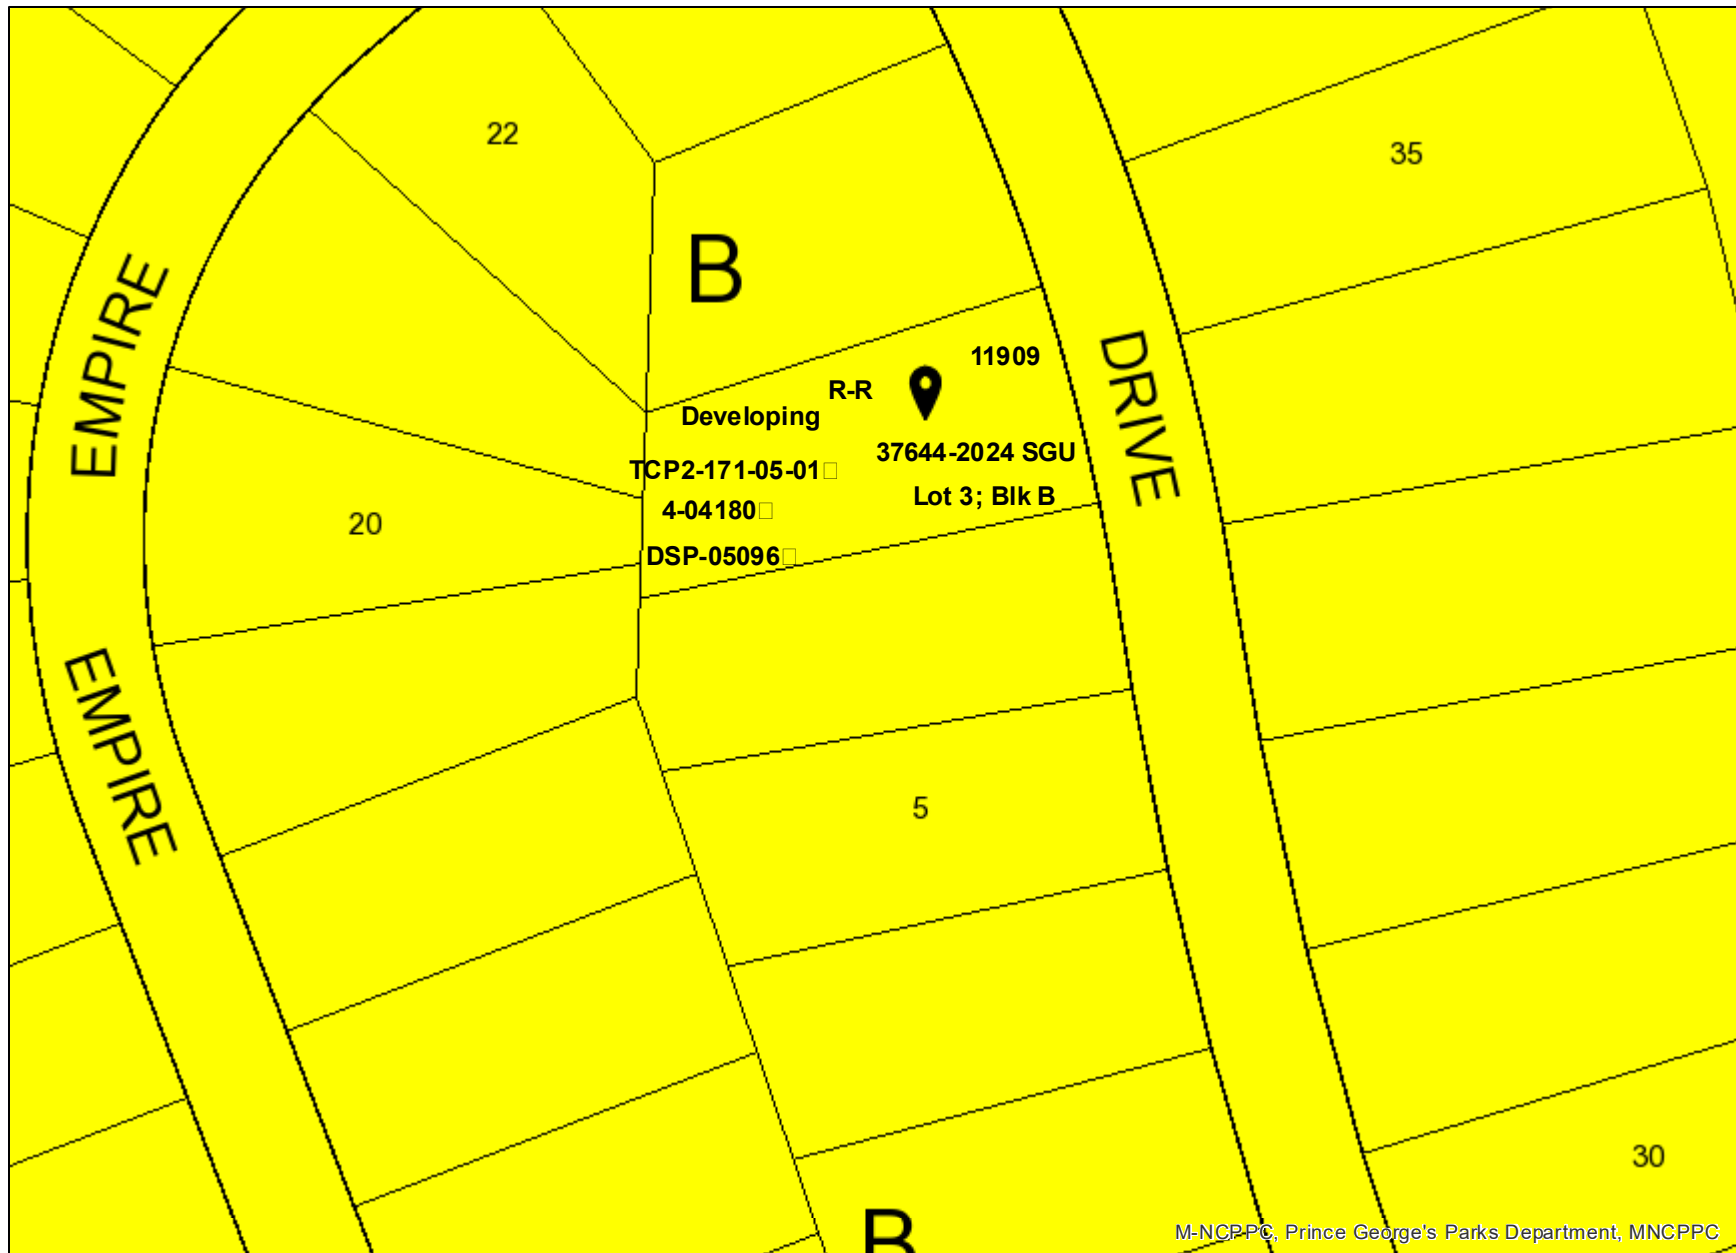 22
35
EMPIRE
B
11909
R-R
DRIVE
Developing
37644-2024 SGU
TCP2-171-05-01
Lot 3; Blk B
4-04180
20
DSP-05096
EMPIRE
5
30
B
M-NCPPC, Prince George's Parks Department, MNCPPC